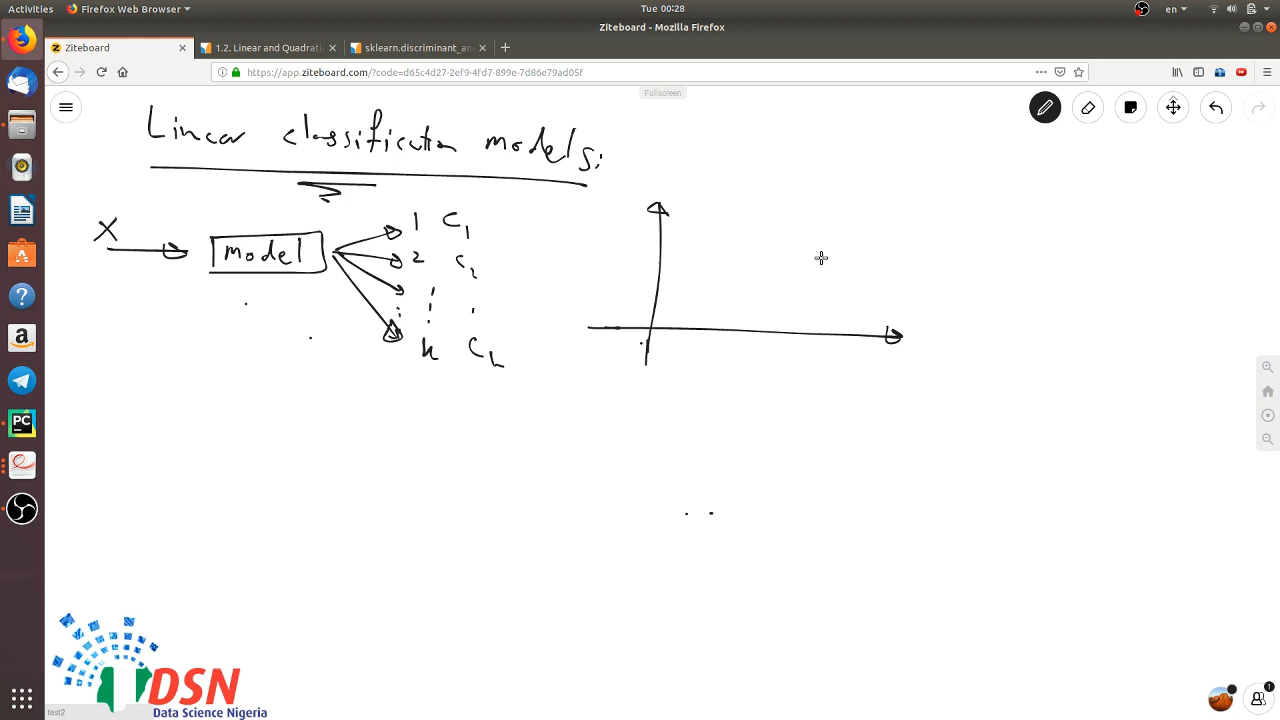 Activities
Firefox Web Browser
Tue 00:28
en
Ziteboard - Mozilla Firefox
Ziteboard
1.2. Linear and Quadrati
sklearn.discriminant_an
https://app.ziteboard.com/?code=d65c4d27-2ef9-4fd7-899e-7d86e79ad05f
Fullscreen
Linear classification models:
X
Model
1 C1
2 C2
k Ck
PC
DSN
Data Science Nigeria
test2
1